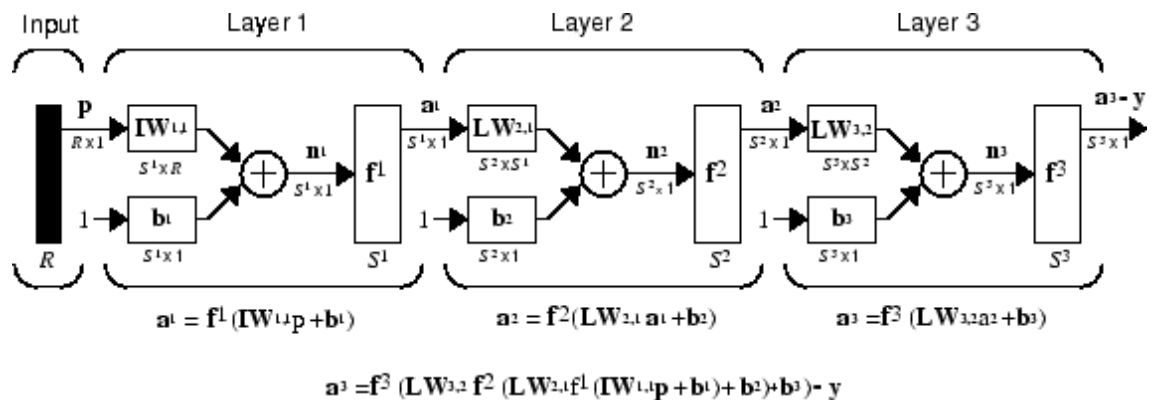 Input Layer 1 Layer 2 Layer 3
p a¹ a² a³ - y
IW¹,¹ LW²,¹ LW³,²
R x 1 S¹ x 1 S² x 1 S³ x 1
n¹ n² n³
S¹ x R S² x S¹ S³ x S²
f¹ f² f³
S¹ x 1 S² x 1 S³ x 1
1 b¹ 1 b² 1 b³
R S¹ x 1 S¹ S² x 1 S² S³ x 1 S³
a¹ = f¹ (IW¹,¹p + b¹) a² = f² (LW²,¹ a¹ + b²) a³ = f³ (LW³,²a² + b³)
a³ = f³ (LW³,² f² (LW²,¹f¹ (IW¹,¹p + b¹) + b²) + b³) - y